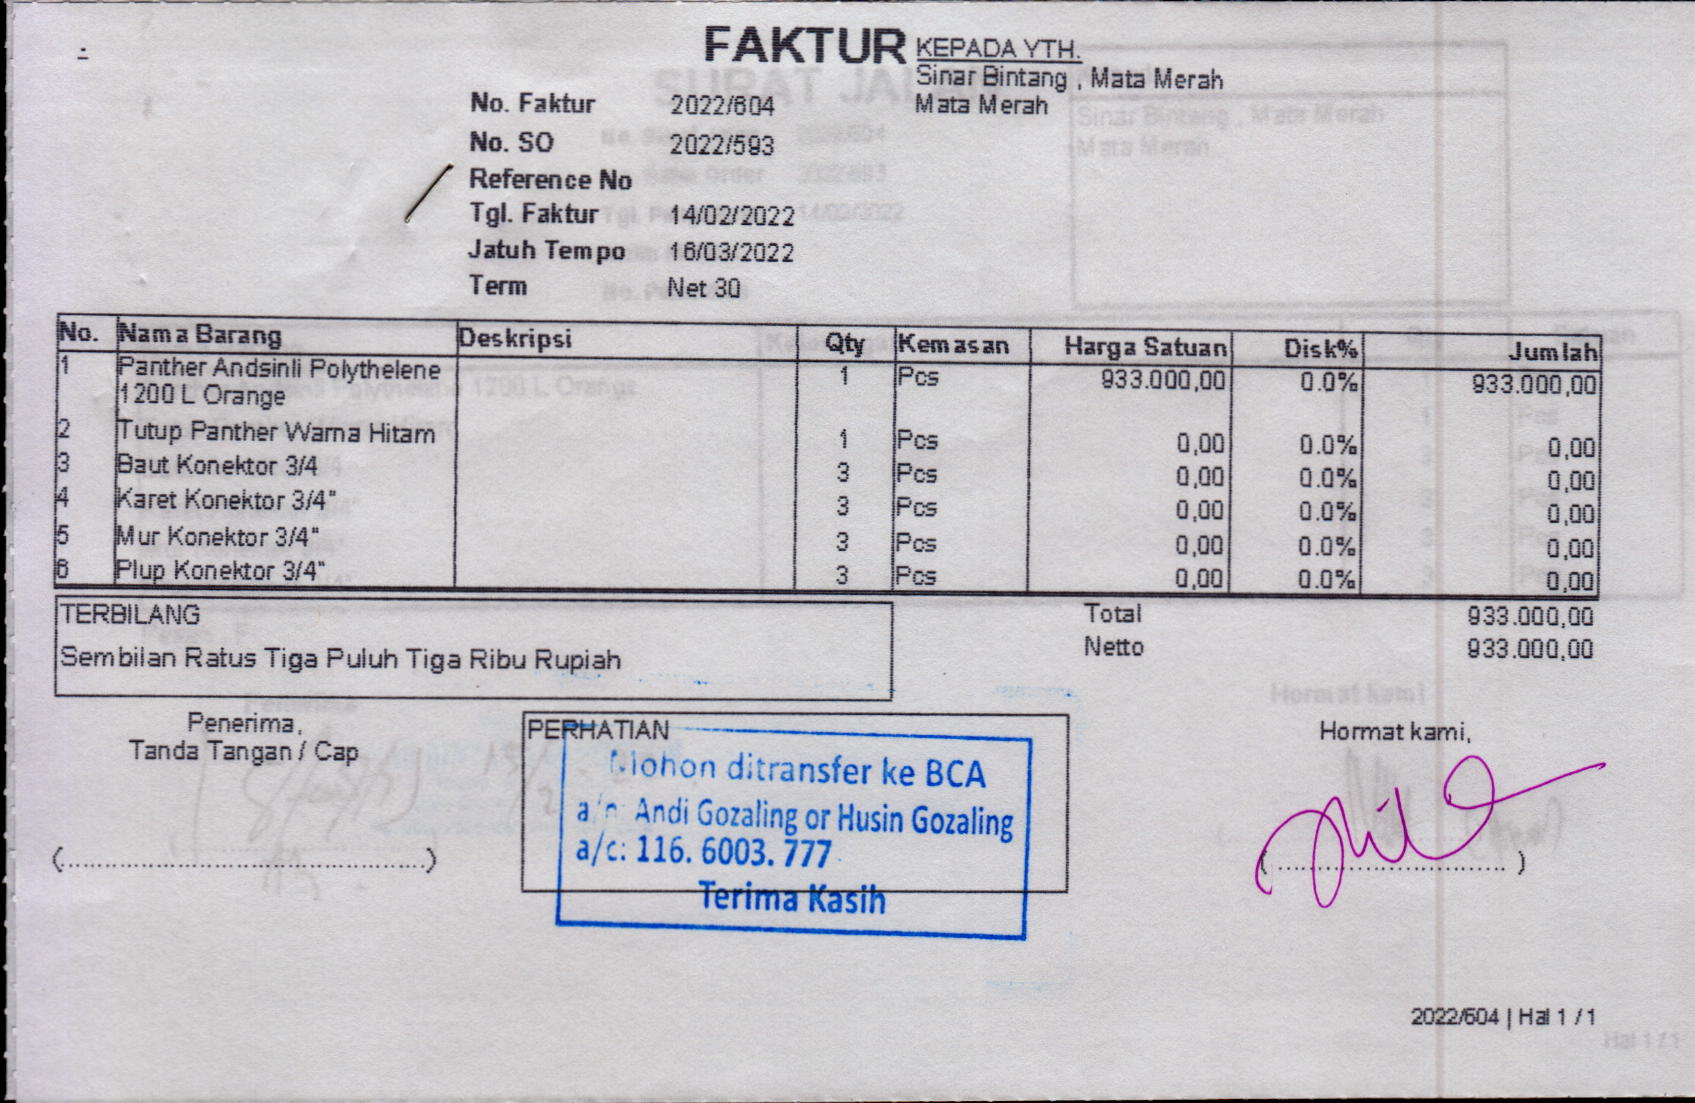 FAKTUR
KEPADA YTH.
Sinar Bintang , Mata Merah
Mata Merah
No. Faktur 2022/604
No. SO 2022/593
Reference No
Tgl. Faktur 14/02/2022
Jatuh Tempo 16/03/2022
Term Net 30
No. Nama Barang Deskripsi Qty Kemasan Harga Satuan Disk% Jumlah
1 Panther Andsinli Polythelene 1 Pcs 933.000,00 0.0% 933.000,00
1200 L Orange
2 Tutup Panther Warna Hitam 1 Pcs 0,00 0.0% 0,00
3 Baut Konektor 3/4 3 Pcs 0,00 0.0% 0,00
4 Karet Konektor 3/4" 3 Pcs 0,00 0.0% 0,00
5 Mur Konektor 3/4" 3 Pcs 0,00 0.0% 0,00
6 Plup Konektor 3/4" 3 Pcs 0,00 0.0% 0,00
TERBILANG
Sembilan Ratus Tiga Puluh Tiga Ribu Rupiah
Total 933.000,00
Netto 933.000,00
Penerima,
Tanda Tangan / Cap
(........................................)
PERHATIAN
Mohon ditransfer ke BCA
a/n Andi Gozaling or Husin Gozaling
a/c: 116. 6003. 777
Terima Kasih
Hormat kami,
(................................)
2022/604 | Hal 1 / 1